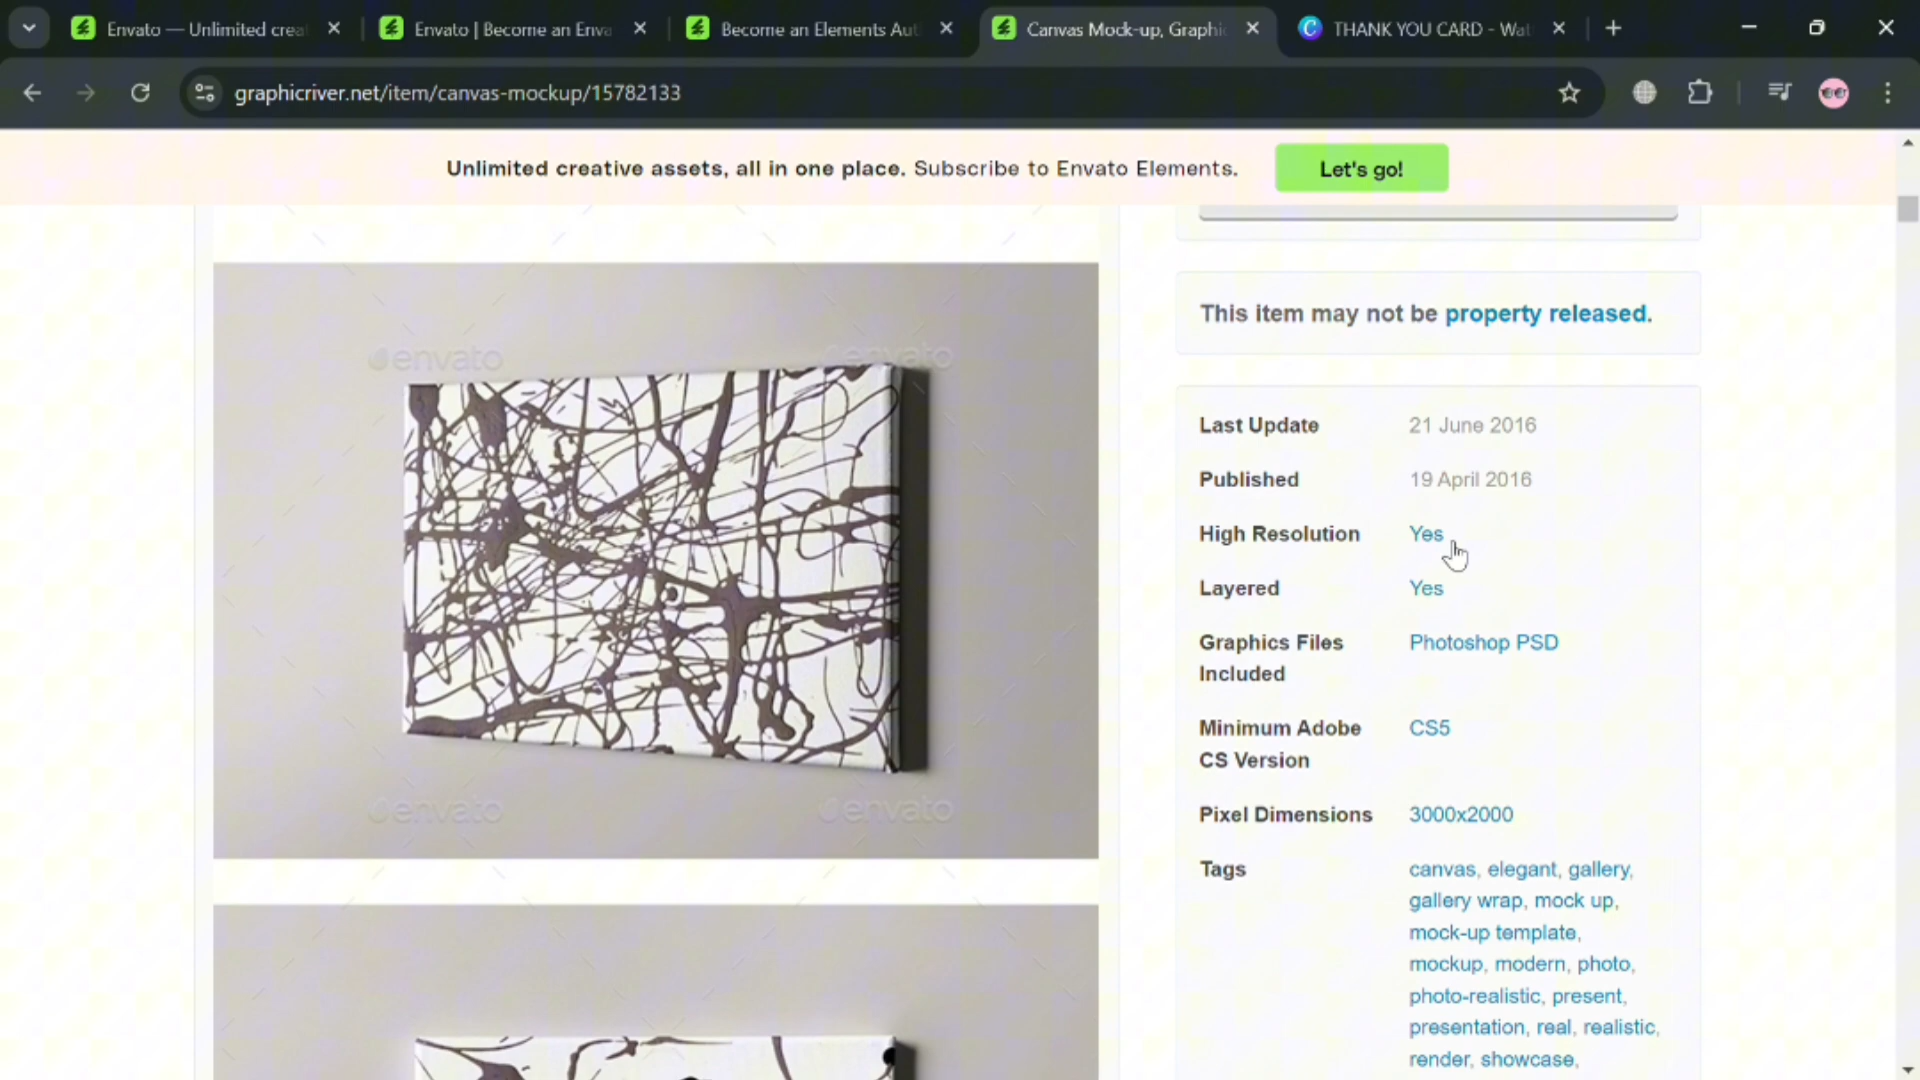 Envato — Unlimited crea
Envato | Become an Enva
Become an Elements Aut
Canvas Mock-up, Graphi
THANK YOU CARD - Wat
graphicriver.net/item/canvas-mockup/15782133
Unlimited creative assets, all in one place. Subscribe to Envato Elements.
Let's go!
This item may not be property released.
Last Update 21 June 2016
Published 19 April 2016
High Resolution Yes
Layered Yes
Graphics Files Included Photoshop PSD
Minimum Adobe CS Version CS5
Pixel Dimensions 3000x2000
Tags canvas, elegant, gallery,
gallery wrap, mock up,
mock-up template,
mockup, modern, photo,
photo-realistic, present,
presentation, real, realistic,
render, showcase,
envato
envato
envato
envato